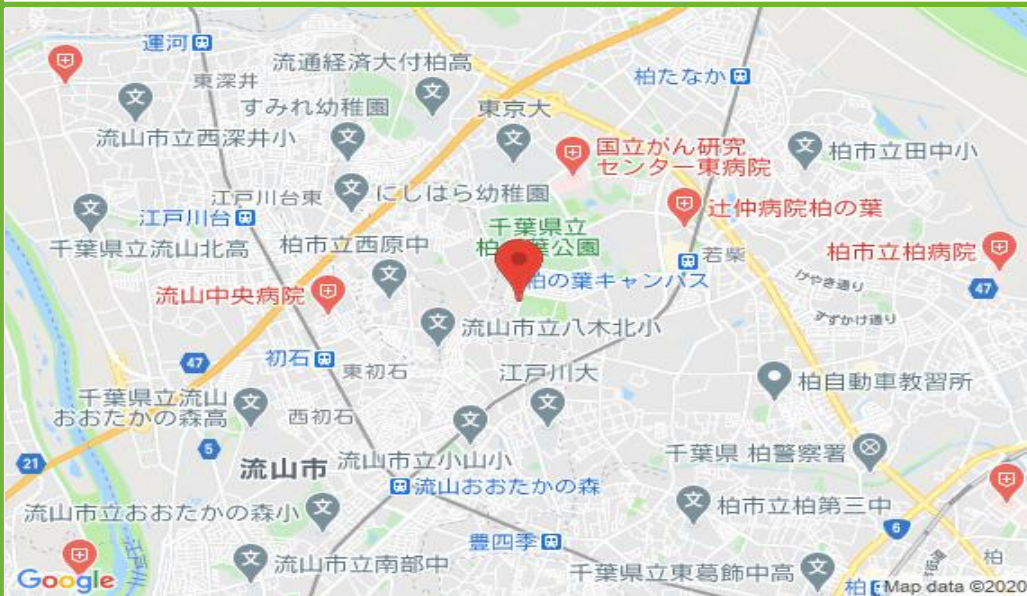 運河
東深井
流通経済大付柏高
柏たなか
すみれ幼稚園
東京大
流山市立西深井小
国立がん研究
センター東病院
柏市立田中小
江戸川台東
にしはら幼稚園
辻仲病院柏の葉
江戸川台
千葉県立流山北高
柏市立西原中
千葉県立
若柴
柏市立柏病院
柏の葉キャンパス
けやき通り
47
流山中央病院
すずかけ通り
流山市立八木北小
初石
47
東初石
江戸川大
柏自動車教習所
千葉県立流山
おおたかの森高
西初石
5
21
流山市
流山市立小山小
千葉県 柏警察署
流山おおたかの森
柏市立柏第三中
流山市立おおたかの森小
6
豊四季
柏
流山市立南部中
千葉県立東葛飾中高
江戸川
柏
Google
Map data ©2020